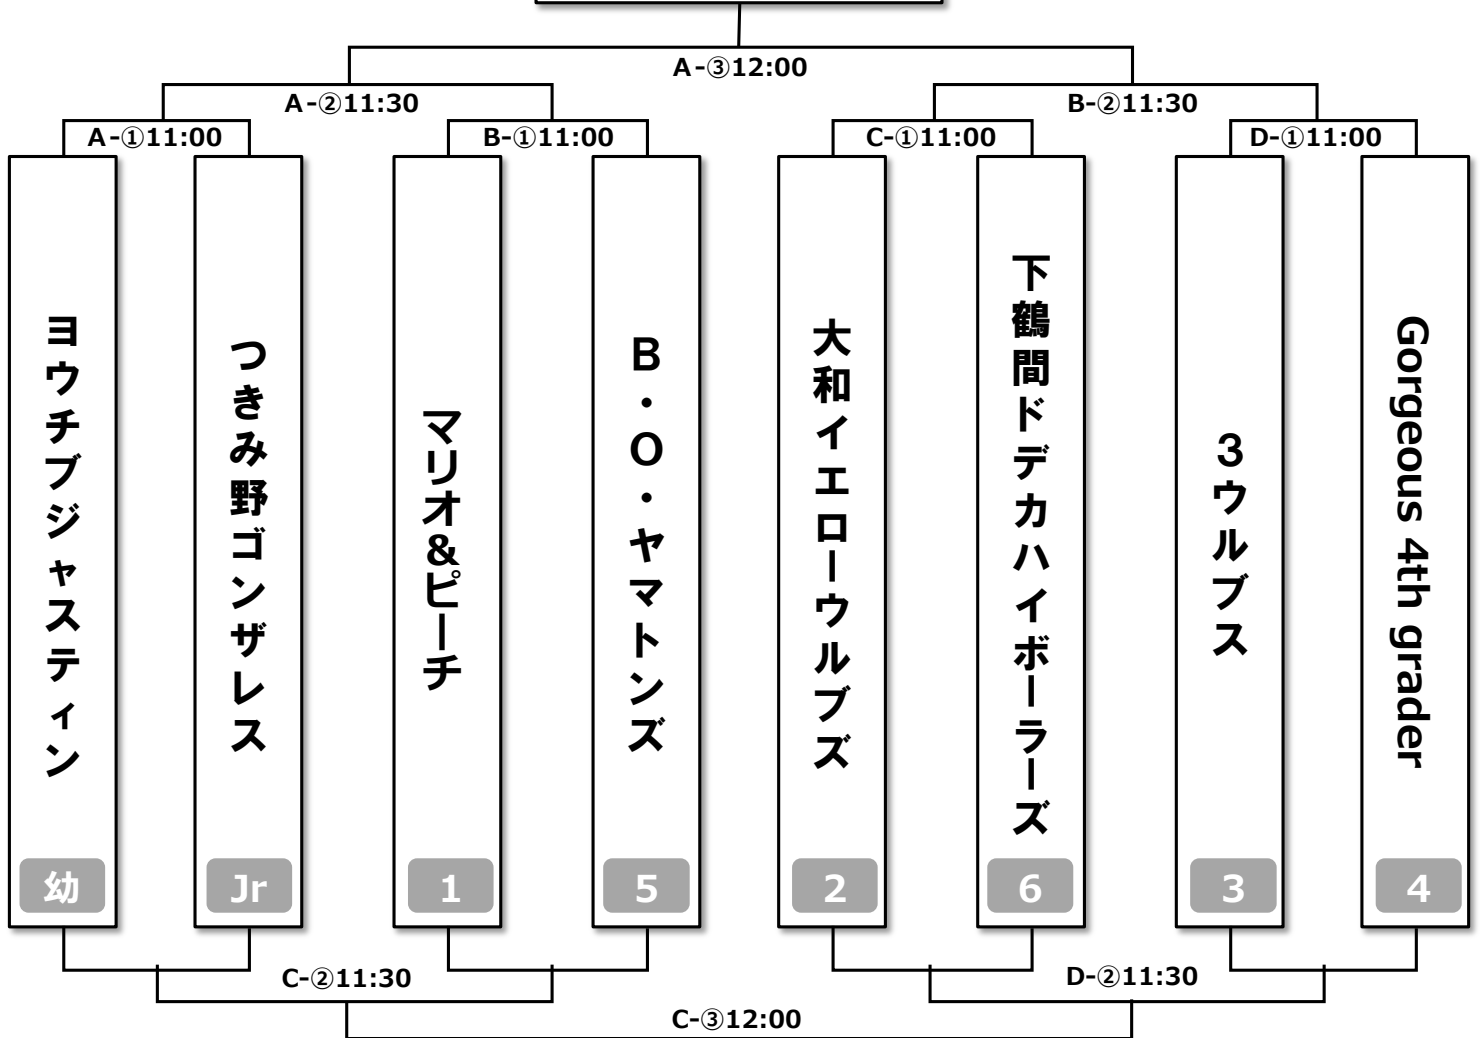 A-③12:00
A-②11:30
B-②11:30
A-①11:00
B-①11:00
C-①11:00
D-①11:00
ヨウチブジャスティン
つきみ野ゴンザレス
マリオ&ピーチ
B・O・ヤマトンズ
大和イエローウルブズ
下鶴間ドデカハイボーラーズ
3ウルブス
Gorgeous 4th grader
幼
Jr
1
5
2
6
3
4
C-②11:30
D-②11:30
C-③12:00